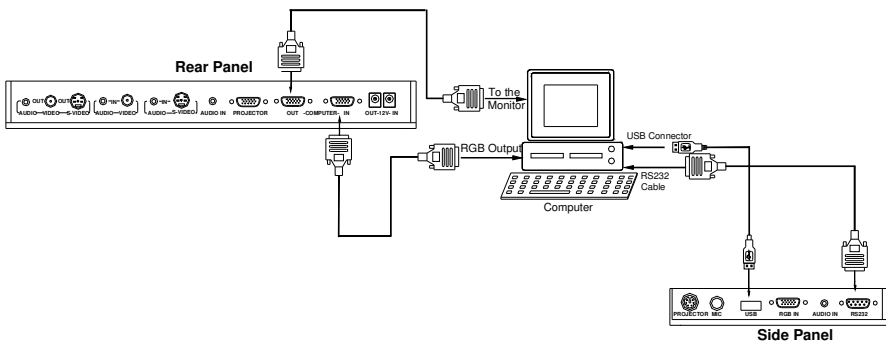 Rear Panel
OUT OUT -IN- -IN-
AUDIO VIDEO S-VIDEO AUDIO VIDEO AUDIO S-VIDEO AUDIO IN PROJECTOR OUT -COMPUTER- IN OUT-12V- IN
To the
Monitor
RGB Output
USB Connector
RS232
Cable
Computer
PROJECTOR MIC USB RGB IN AUDIO IN RS232
Side Panel